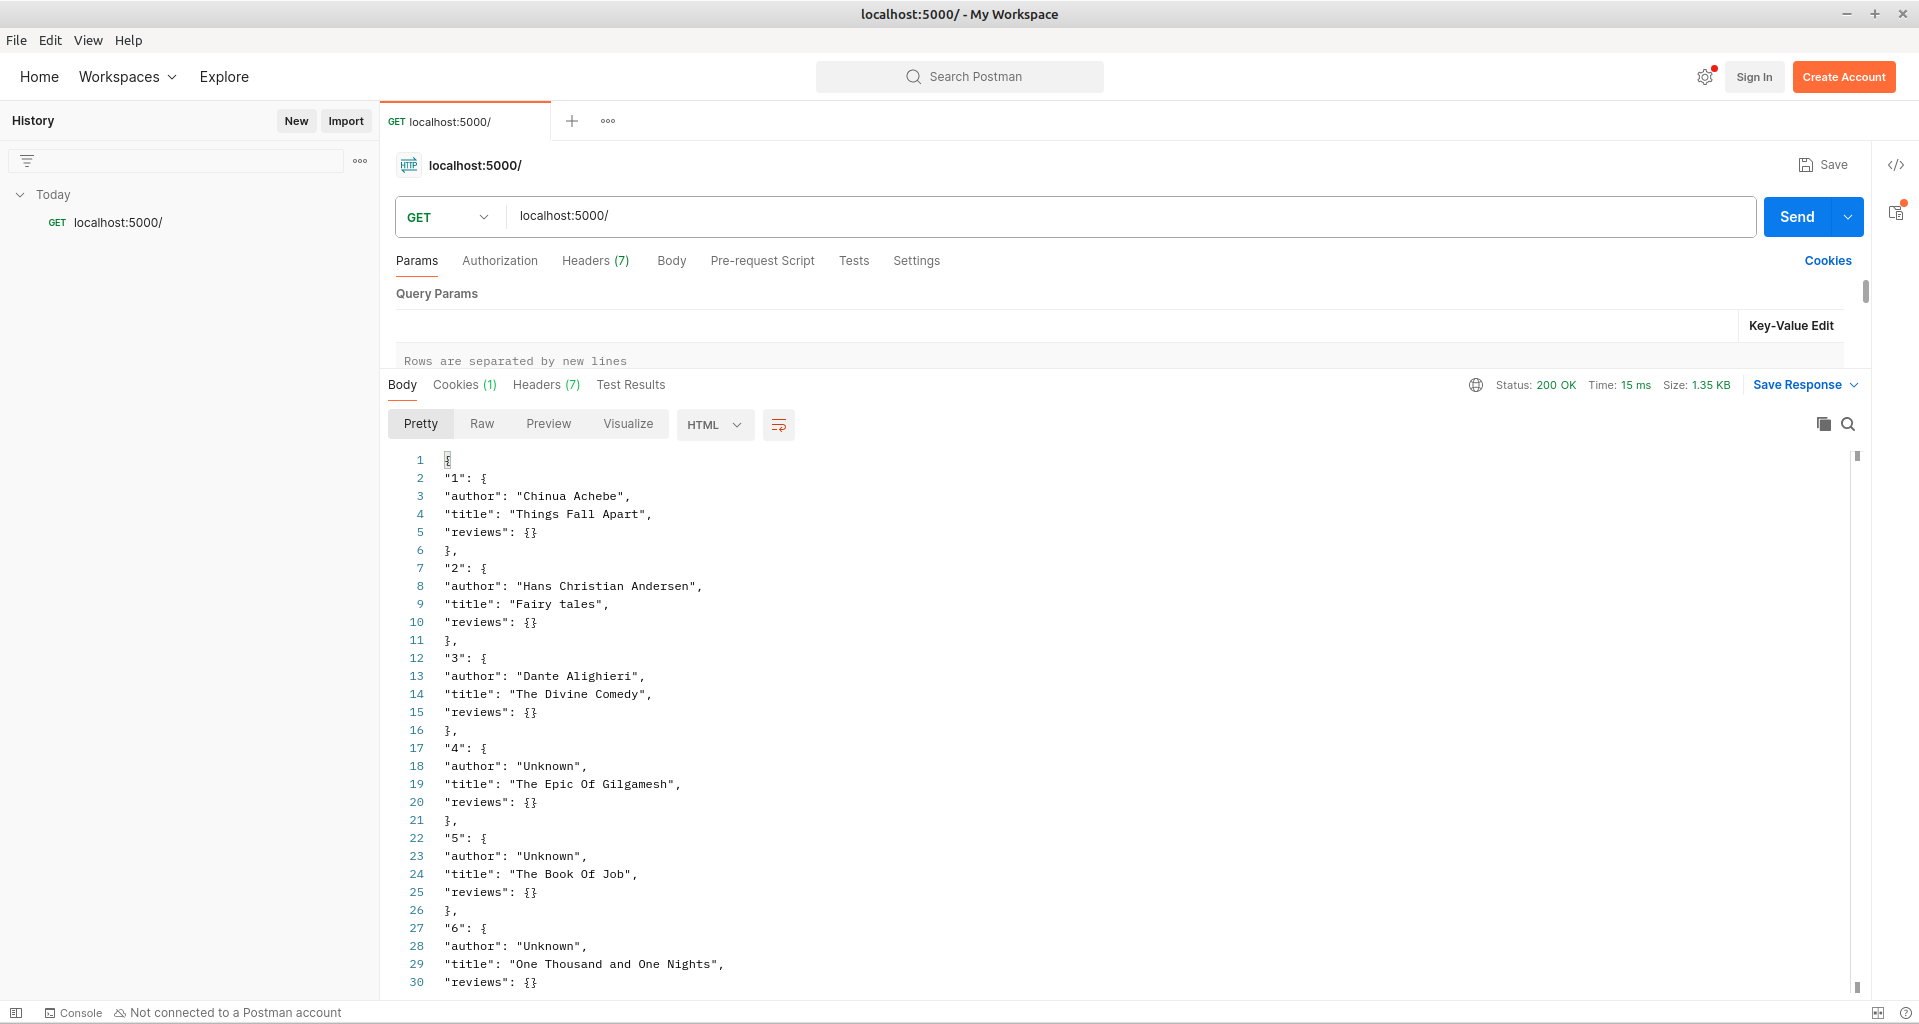 localhost:5000/ - My Workspace
File Edit View Help
Home Workspaces Explore
Search Postman
Sign In Create Account
History New Import
GET localhost:5000/
HTTP localhost:5000/
Save
Today
GET localhost:5000/
GET localhost:5000/
Send
Params Authorization Headers (7) Body Pre-request Script Tests Settings Cookies
Query Params
Key-Value Edit
Rows are separated by new lines
Body Cookies (1) Headers (7) Test Results Status: 200 OK Time: 15 ms Size: 1.35 KB Save Response
Pretty Raw Preview Visualize HTML
1 {
2 "1": {
3 "author": "Chinua Achebe",
4 "title": "Things Fall Apart",
5 "reviews": {}
6 },
7 "2": {
8 "author": "Hans Christian Andersen",
9 "title": "Fairy tales",
10 "reviews": {}
11 },
12 "3": {
13 "author": "Dante Alighieri",
14 "title": "The Divine Comedy",
15 "reviews": {}
16 },
17 "4": {
18 "author": "Unknown",
19 "title": "The Epic Of Gilgamesh",
20 "reviews": {}
21 },
22 "5": {
23 "author": "Unknown",
24 "title": "The Book Of Job",
25 "reviews": {}
26 },
27 "6": {
28 "author": "Unknown",
29 "title": "One Thousand and One Nights",
30 "reviews": {}
Console Not connected to a Postman account